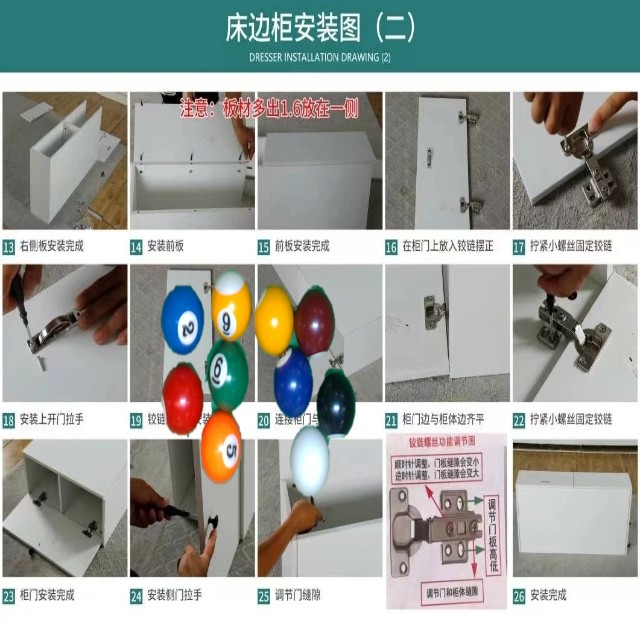 床边柜安装图（二）
DRESSER INSTALLATION DRAWING (2)
注意：板材多出1.6放在一侧
13 右侧板安装完成
14 安装前板
15 前板安装完成
16 在柜门上放入铰链摆正
17 拧紧小螺丝固定铰链
2
6
9
5
18 安装上开门拉手
19 铰链
20 连接柜门与
21 柜门边与柜体边齐平
22 拧紧小螺丝固定铰链
铰链螺丝功能调节图
顺时针调整，门板缝隙会变小
逆时针调整，门板缝隙会变大
调节门板高低
调节门和柜体缝隙
23 柜门安装完成
24 安装侧门拉手
25 调节门缝隙
26 安装完成